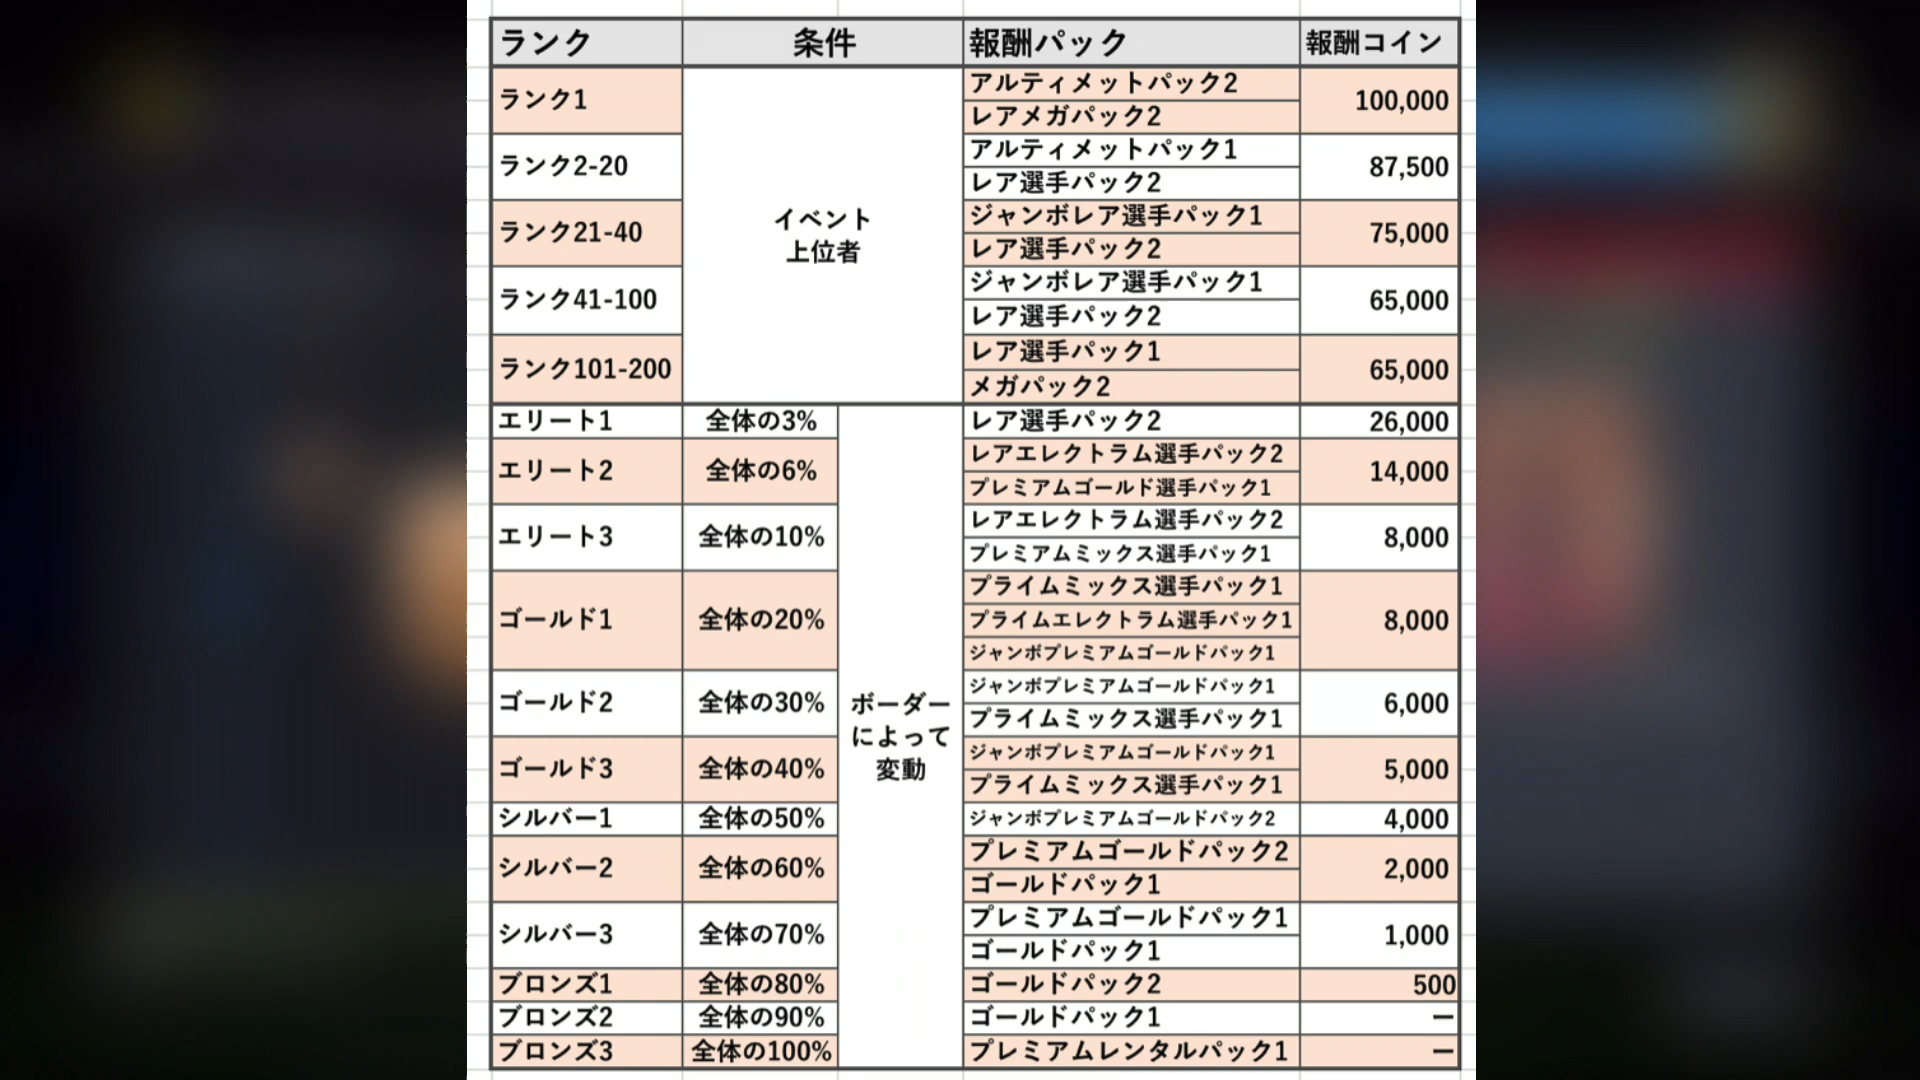 ランク 条件 報酬パック 報酬コイン
ランク1 アルティメットパック2 100,000
レアメガパック2
ランク2-20 アルティメットパック1 87,500
レア選手パック2
イベント
上位者
ランク21-40 ジャンボレア選手パック1 75,000
レア選手パック2
ランク41-100 ジャンボレア選手パック1 65,000
レア選手パック2
ランク101-200 レア選手パック1 65,000
メガパック2
エリート1 全体の3% レア選手パック2 26,000
エリート2 全体の6% レアエレクトラム選手パック2 14,000
プレミアムゴールド選手パック1
エリート3 全体の10% レアエレクトラム選手パック2 8,000
プレミアムミックス選手パック1
ゴールド1 全体の20% プライムミックス選手パック1 8,000
プライムエレクトラム選手パック1
ジャンボプレミアムゴールドパック1
ボーダー
によって
変動
ゴールド2 全体の30% ジャンボプレミアムゴールドパック1 6,000
プライムミックス選手パック1
ゴールド3 全体の40% ジャンボプレミアムゴールドパック1 5,000
プライムミックス選手パック1
シルバー1 全体の50% ジャンボプレミアムゴールドパック2 4,000
シルバー2 全体の60% プレミアムゴールドパック2 2,000
ゴールドパック1
シルバー3 全体の70% プレミアムゴールドパック1 1,000
ゴールドパック1
ブロンズ1 全体の80% ゴールドパック2 500
ブロンズ2 全体の90% ゴールドパック1 ー
ブロンズ3 全体の100% プレミアムレンタルパック1 ー